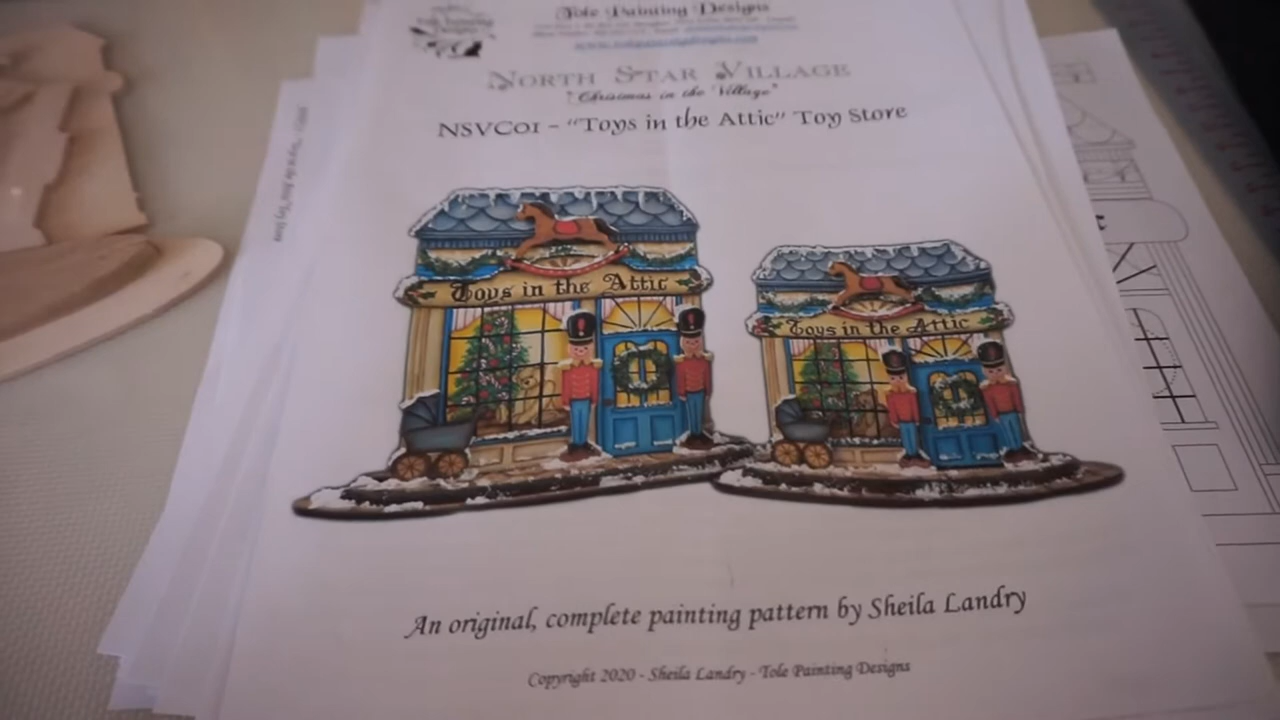 Tole Painting Designs
North Star Village
"Christmas in the Village"
NSVC01 – "Toys in the Attic" Toy Store
Toys in the Attic
Toys in the Attic
An original, complete painting pattern by Sheila Landry
Copyright 2020 - Sheila Landry - Tole Painting Designs